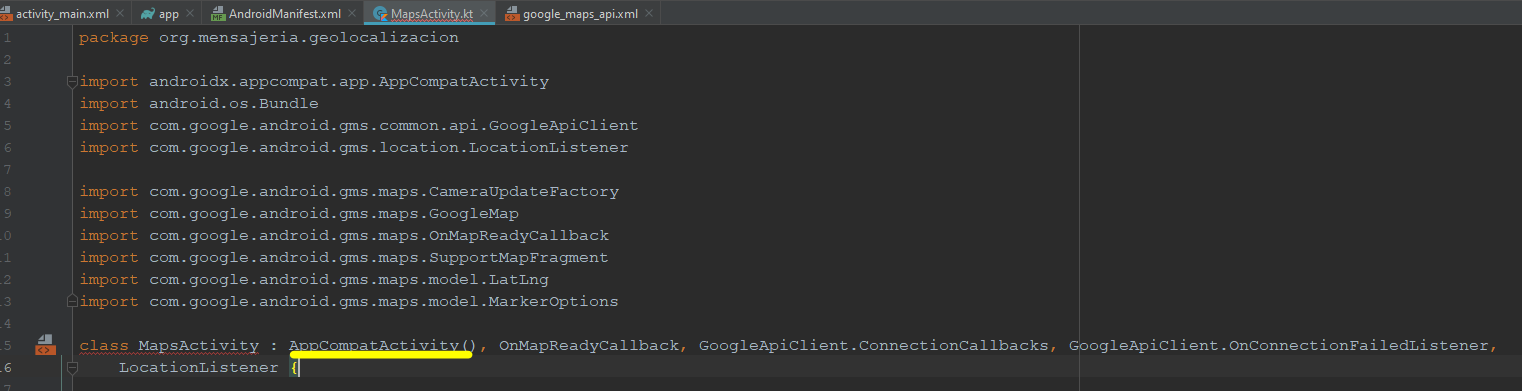 activity_main.xml app AndroidManifest.xml MapsActivity.kt google_maps_api.xml
1 package org.mensajeria.geolocalizacion
2
3 import androidx.appcompat.app.AppCompatActivity
4 import android.os.Bundle
5 import com.google.android.gms.common.api.GoogleApiClient
6 import com.google.android.gms.location.LocationListener
7
8 import com.google.android.gms.maps.CameraUpdateFactory
9 import com.google.android.gms.maps.GoogleMap
10 import com.google.android.gms.maps.OnMapReadyCallback
11 import com.google.android.gms.maps.SupportMapFragment
12 import com.google.android.gms.maps.model.LatLng
13 import com.google.android.gms.maps.model.MarkerOptions
14
15 class MapsActivity : AppCompatActivity(), OnMapReadyCallback, GoogleApiClient.ConnectionCallbacks, GoogleApiClient.OnConnectionFailedListener,
16 LocationListener {